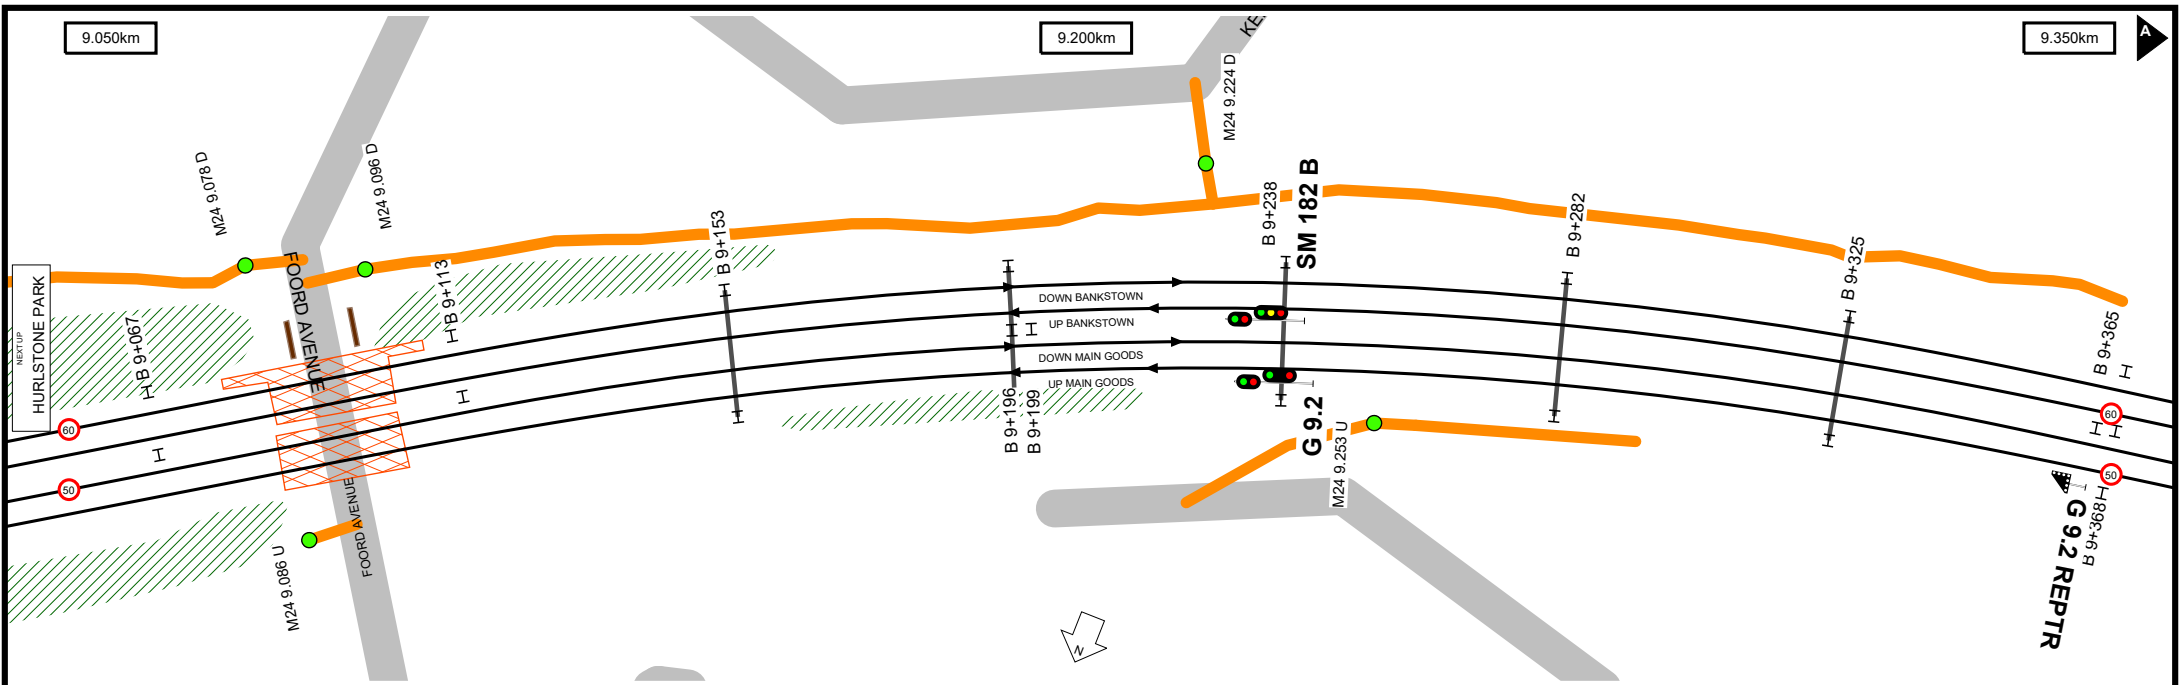 9.050km
9.200km
9.350km
A
KE
M24 9.224 D
M24 9.078 D
M24 9.096 D
B 9+153
B 9+238
SM 182 B
B 9+282
B 9+325
B 9+365
FOORD AVENUE
B 9+113
B 9+067
NEXT UP
HURLSTONE PARK
DOWN BANKSTOWN
UP BANKSTOWN
DOWN MAIN GOODS
UP MAIN GOODS
60
50
60
50
B 9+196
B 9+199
G 9.2
M24 9.253 U
G 9.2 REPTR
B 9+368
FOORD AVENUE
M24 9.086 U
N